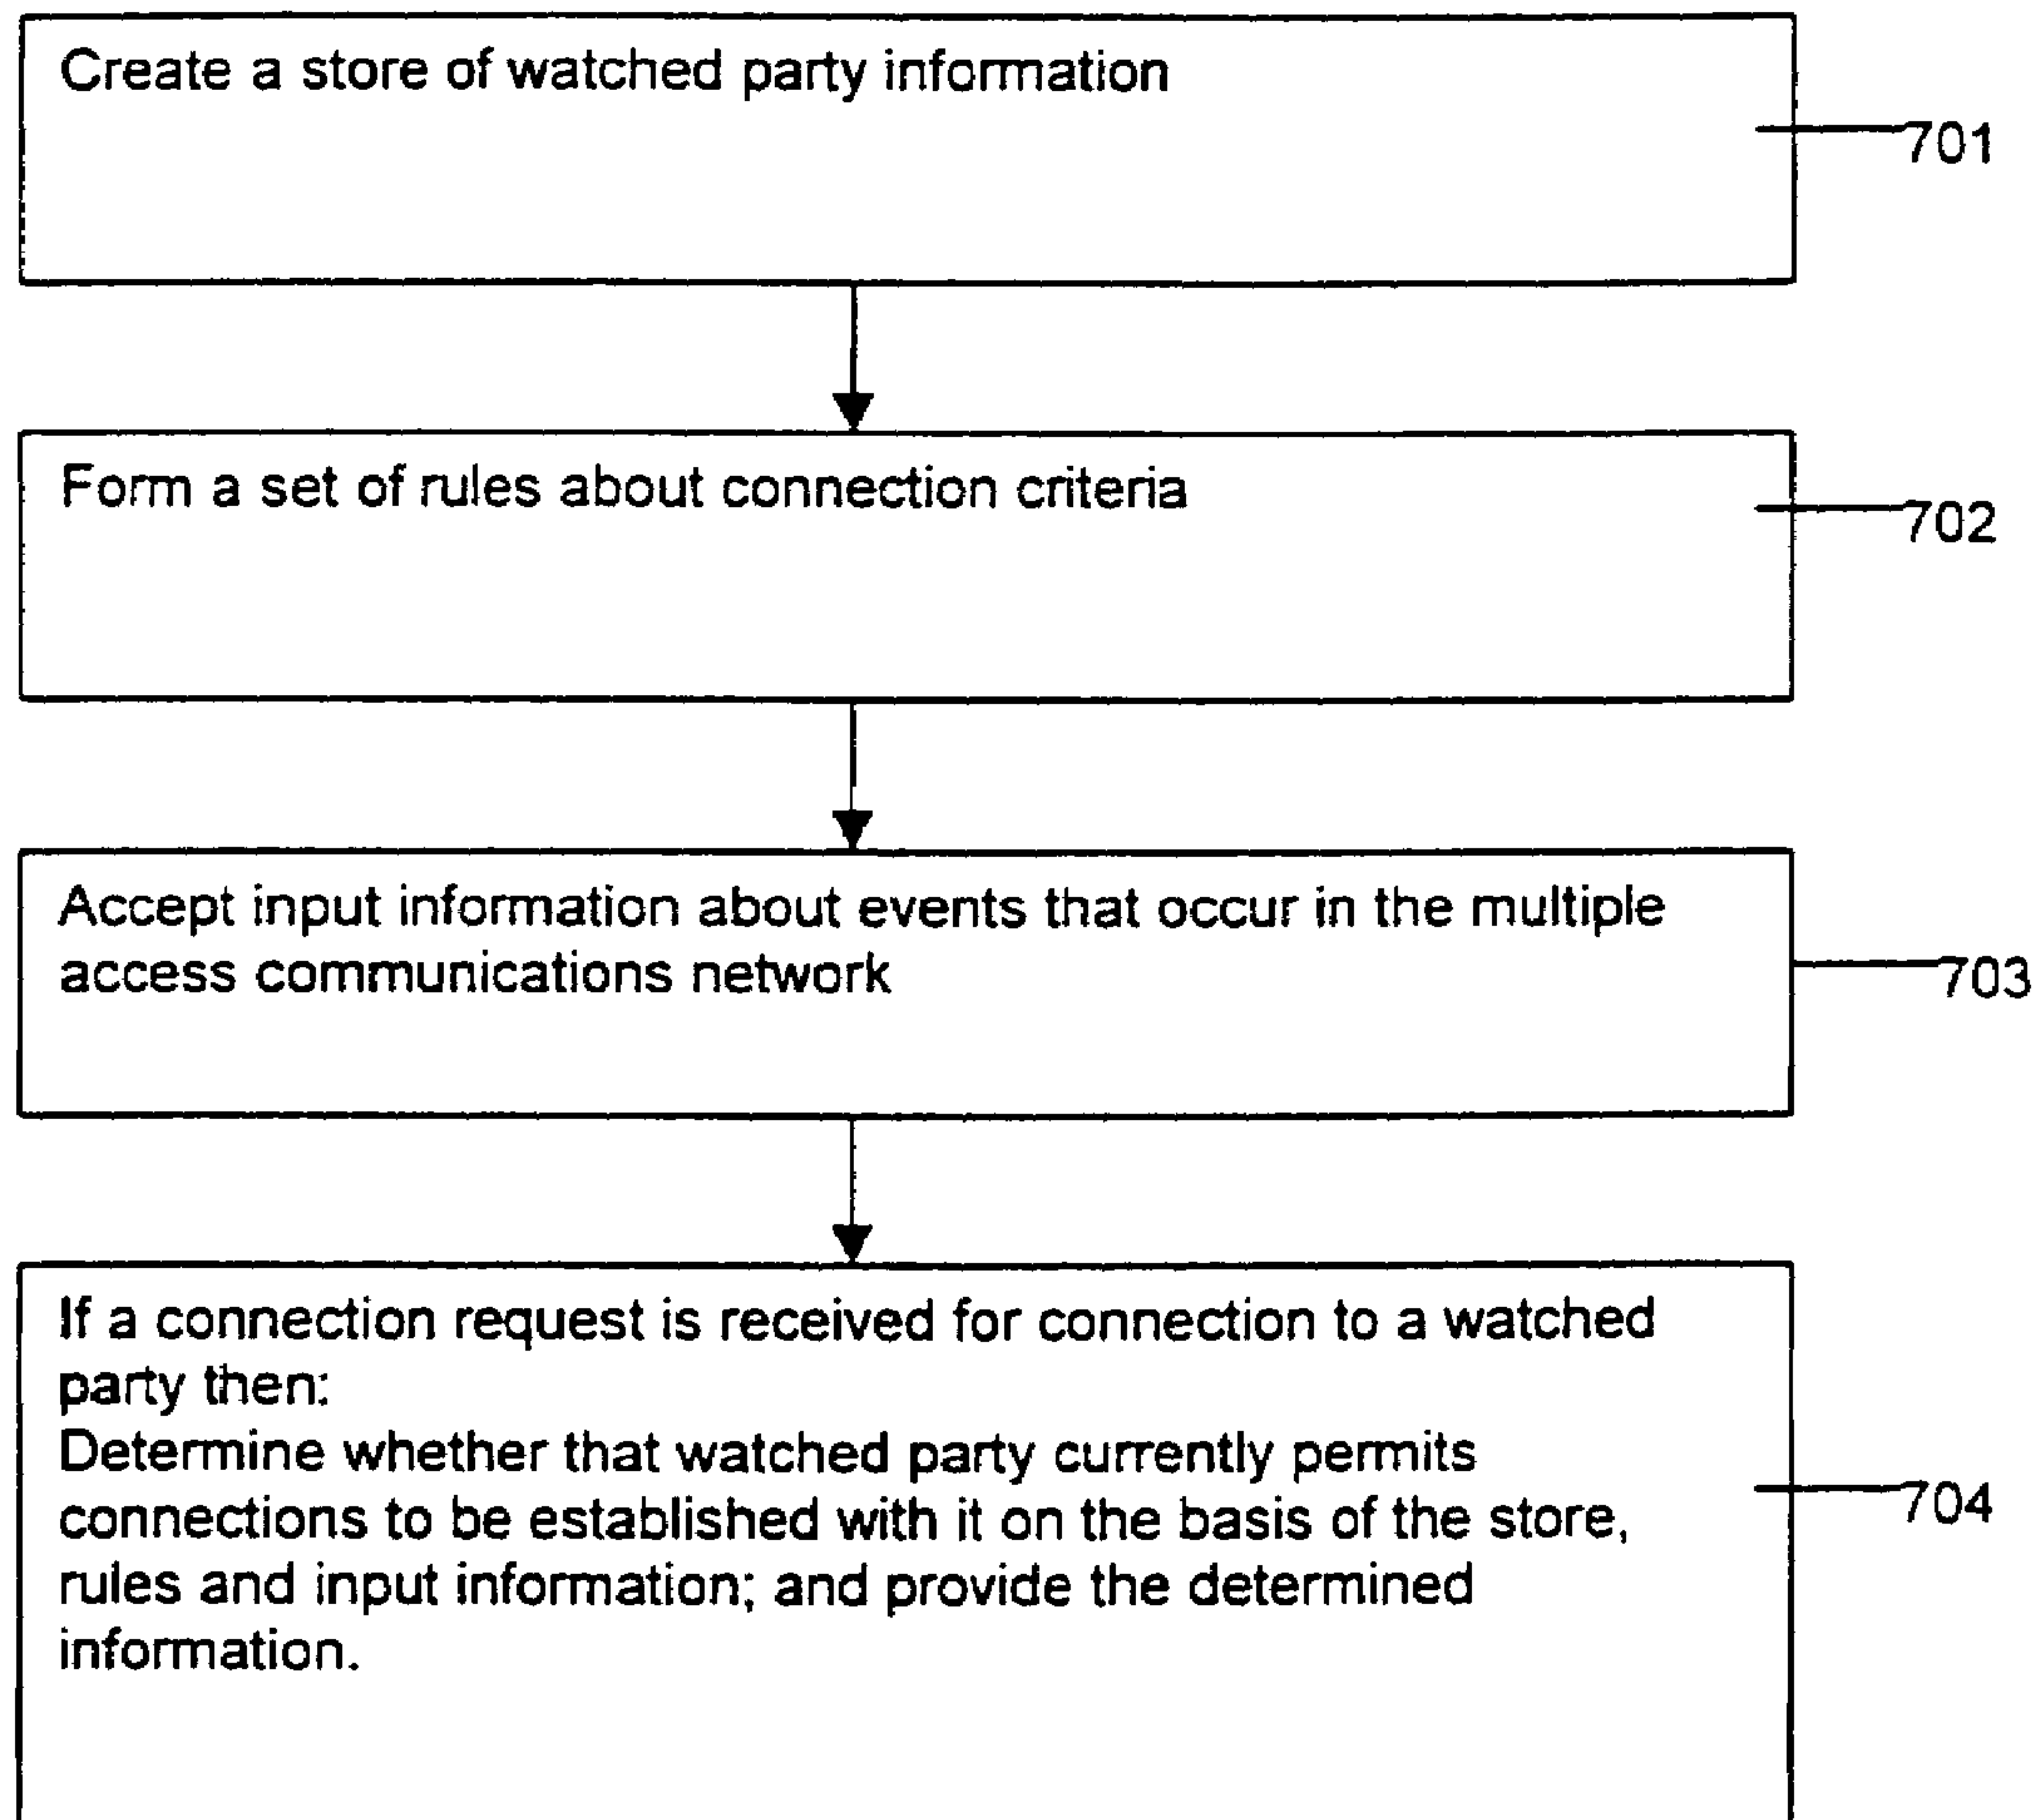 Create a store of watched party information
701
Form a set of rules about connection criteria
702
Accept input information about events that occur in the multiple
access communications network
703
If a connection request is received for connection to a watched
party then:
Determine whether that watched party currently permits
connections to be established with it on the basis of the store,
rules and input information; and provide the determined
information.
704